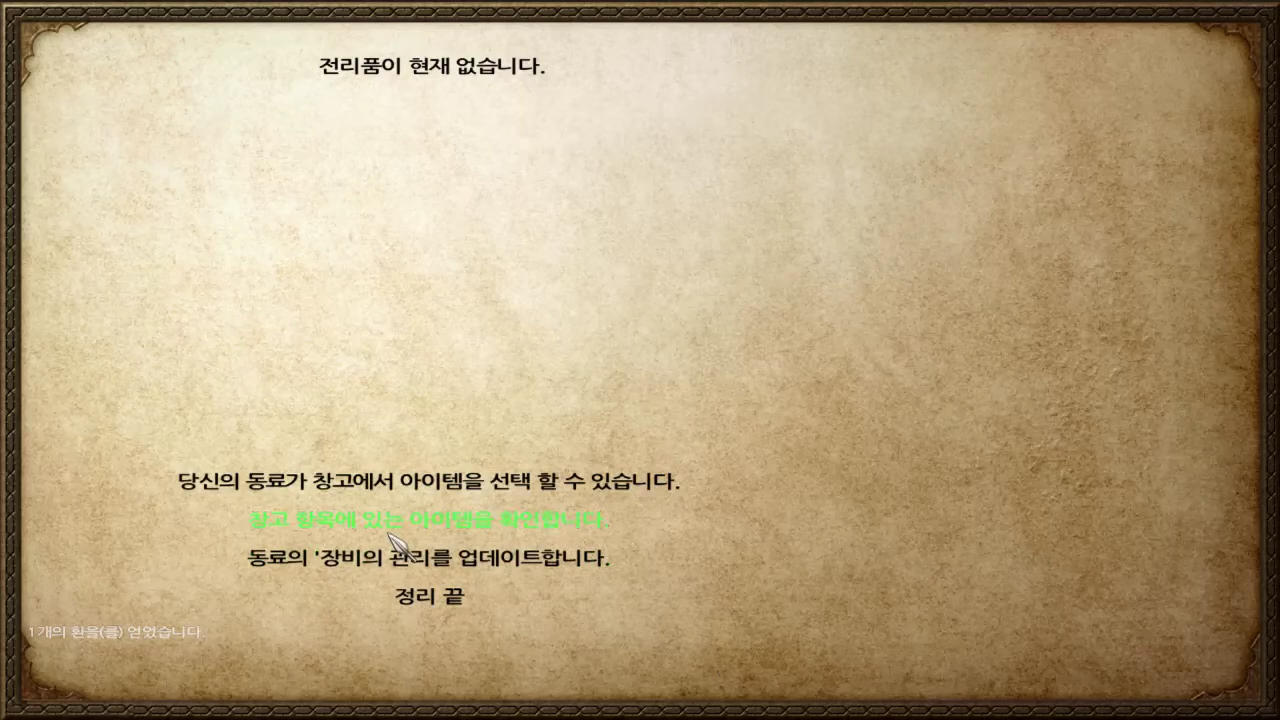 전리품이 현재 없습니다.
당신의 동료가 창고에서 아이템을 선택 할 수 있습니다.
창고 항목에 있는 아이템을 확인합니다.
동료의 '장비의 관리를 업데이트합니다.
정리 끝
1개의 환을(를) 얻었습니다.